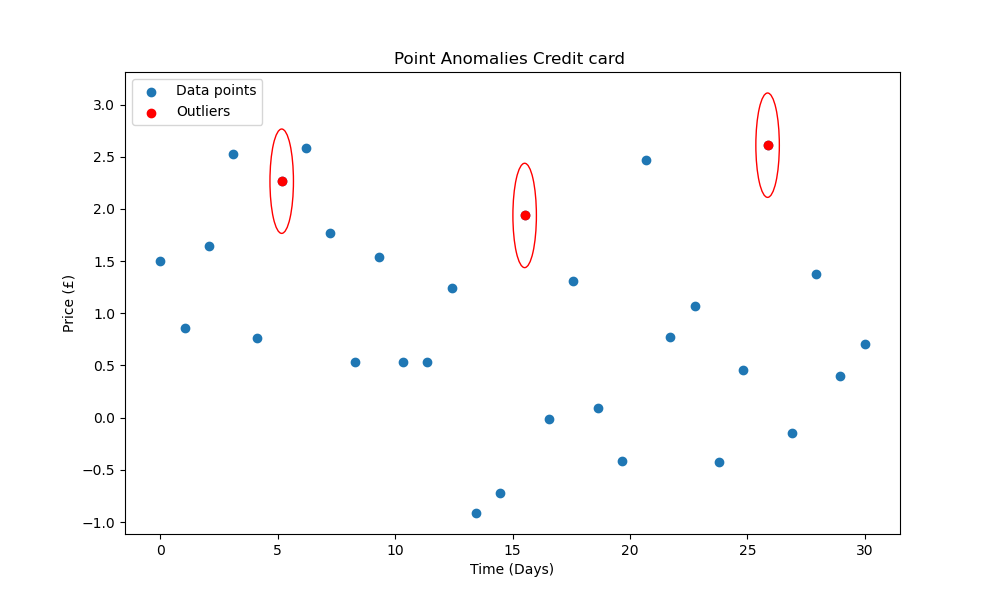 Point Anomalies Credit card
Data points
Outliers
3.0
2.5
2.0
1.5
1.0
0.5
0.0
−0.5
−1.0
Price (£)
0 5 10 15 20 25 30
Time (Days)